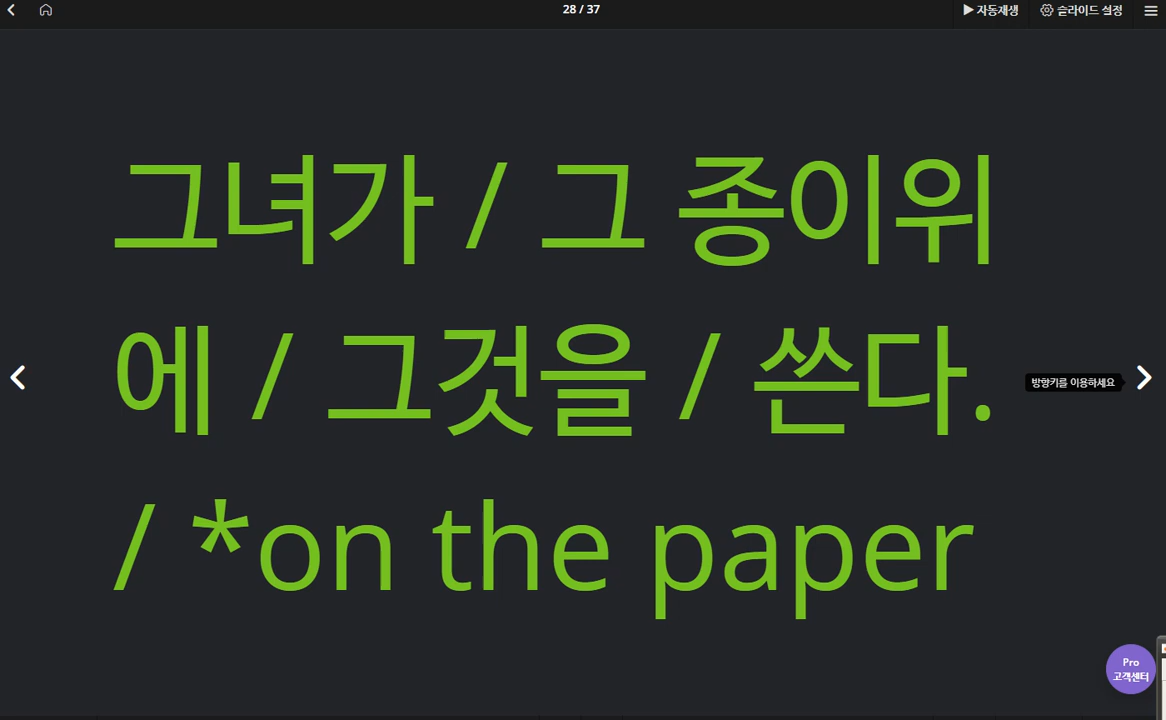 28 / 37
▶ 자동재생
슬라이드 설정
그녀가 / 그 종이위
에 / 그것을 / 쓴다.
방향키를 이용하세요
/ *on the paper
Pro
고객센터